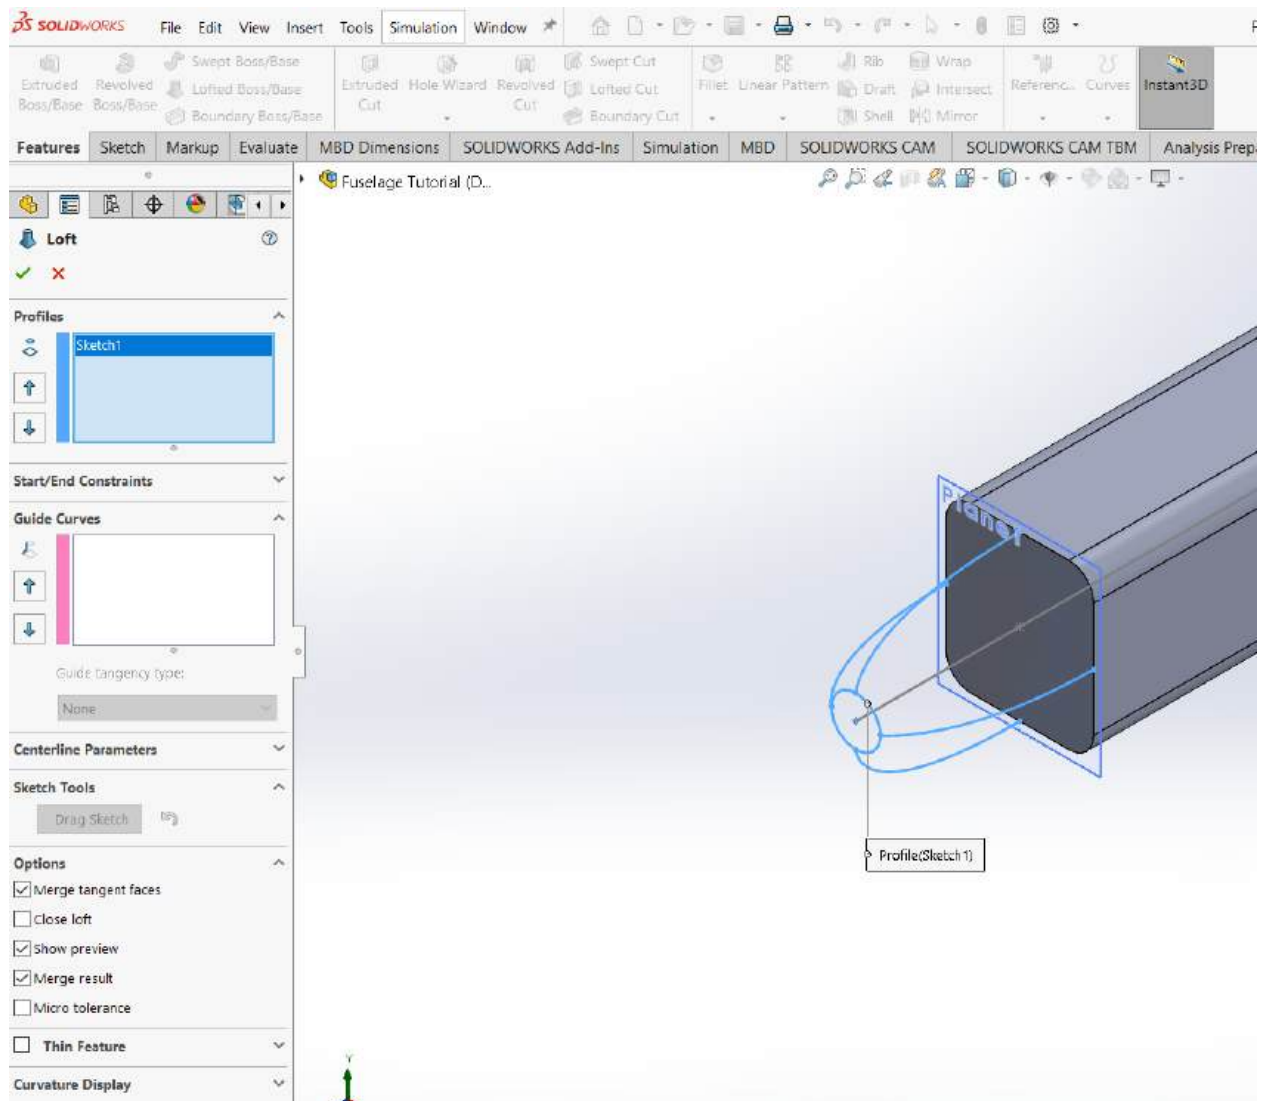 SOLIDWORKS File Edit View Insert Tools Simulation Window
Extruded Boss/Base
Revolved Boss/Base
Swept Boss/Base
Lofted Boss/Base
Boundary Boss/Base
Extruded Cut
Hole Wizard
Revolved Cut
Swept Cut
Lofted Cut
Boundary Cut
Fillet
Linear Pattern
Rib
Draft
Shell
Wrap
Intersect
Mirror
Referenc...
Curves
Instant3D
Features Sketch Markup Evaluate MBD Dimensions SOLIDWORKS Add-Ins Simulation MBD SOLIDWORKS CAM SOLIDWORKS CAM TBM Analysis Prep
Fuselage Tutorial (D...
Loft
Profiles
Sketch1
Start/End Constraints
Guide Curves
Guide tangency type:
None
Centerline Parameters
Sketch Tools
Drag Sketch
Options
Merge tangent faces
Close loft
Show preview
Merge result
Micro tolerance
Thin Feature
Curvature Display
Plane1
Profile(Sketch1)
Y